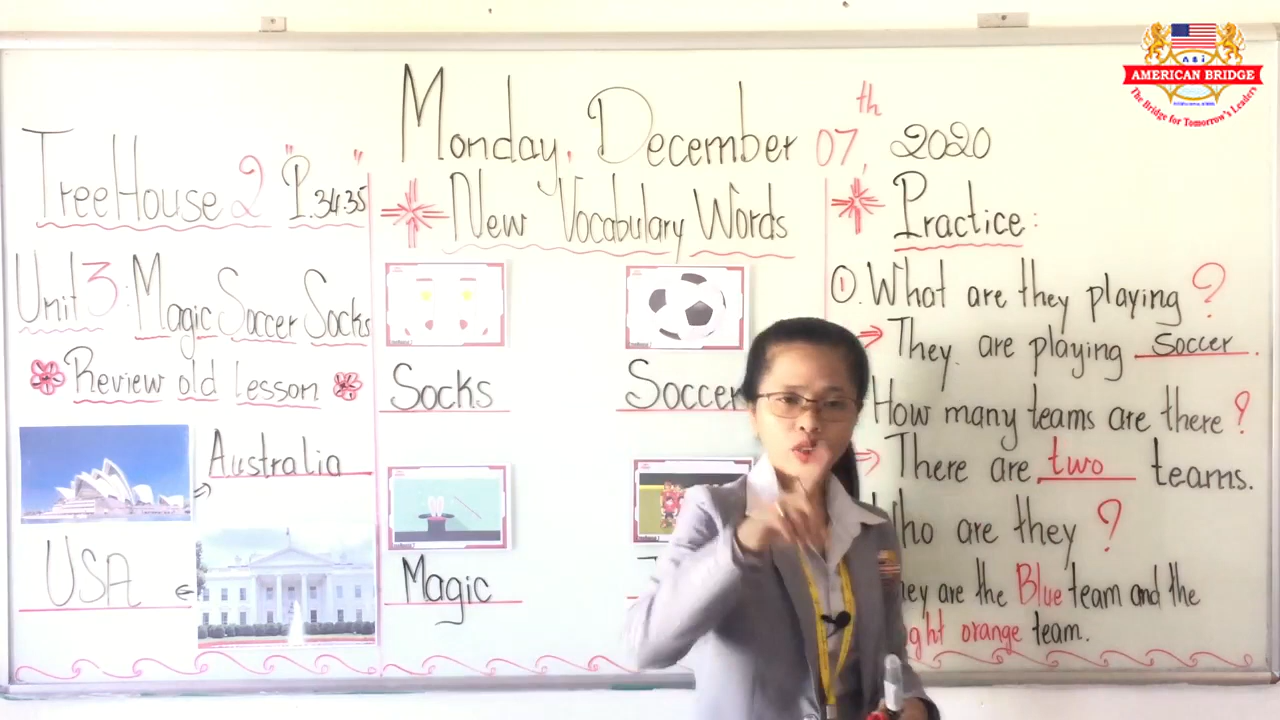 AMERICAN BRIDGE
The Bridge for Tomorrow's Leaders
Monday, December 07th, 2020
TreeHouse 2 "P.34-35"
Unit 3: Magic Soccer Socks
Review old lesson
Australia
USA
New Vocabulary Words
Socks
Soccer
Magic
Practice:
①. What are they playing?
They are playing soccer.
How many teams are there?
There are two teams.
are they?
are the Blue team and the
orange team.